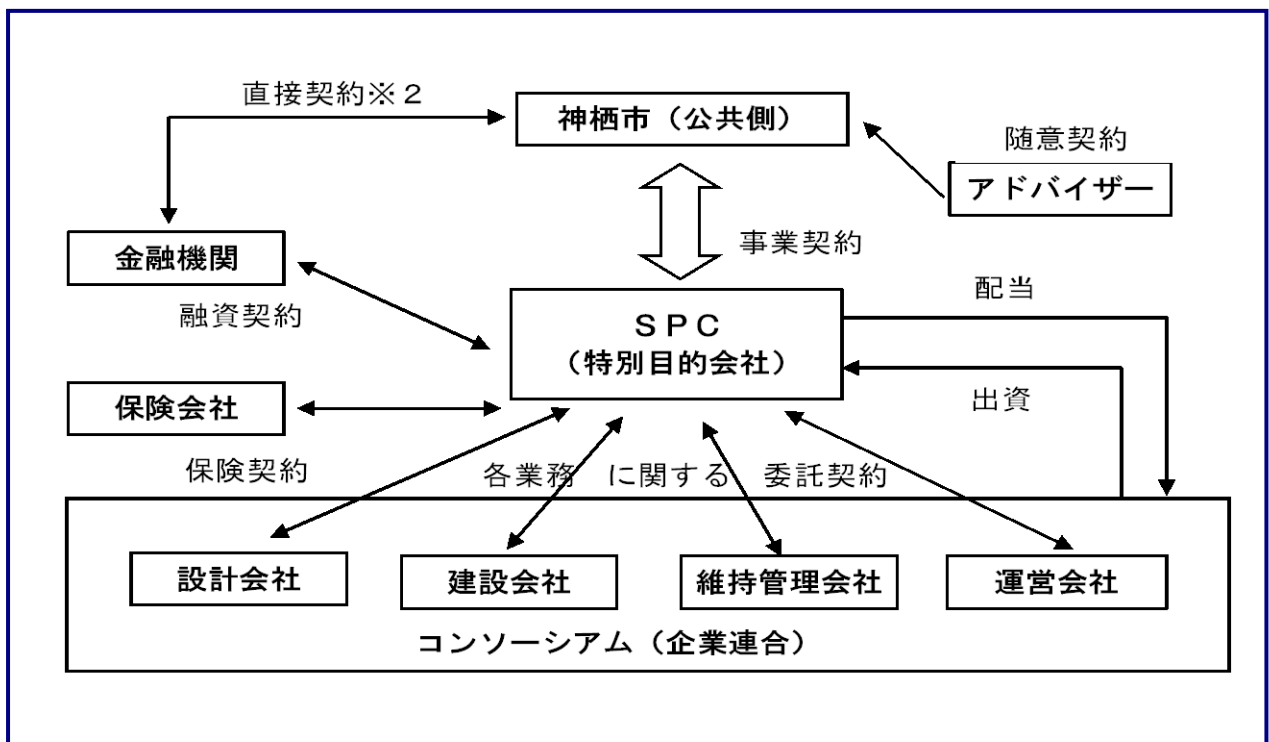 直接契約※2
神栖市（公共側）
随意契約
アドバイザー
金融機関
事業契約
融資契約
配当
ＳＰＣ
（特別目的会社）
保険会社
出資
保険契約
各業務　に関する　委託契約
設計会社
建設会社
維持管理会社
運営会社
コンソーシアム（企業連合）